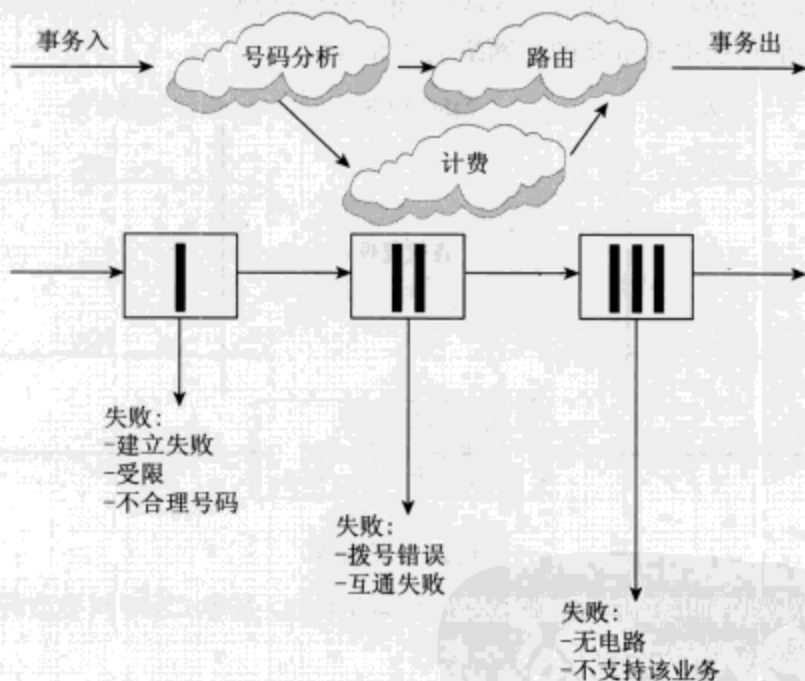 事务入
号码分析
路由
事务出
计费
失败:
-建立失败
-受限
-不合理号码
失败:
-拨号错误
-互通失败
失败:
-无电路
-不支持该业务